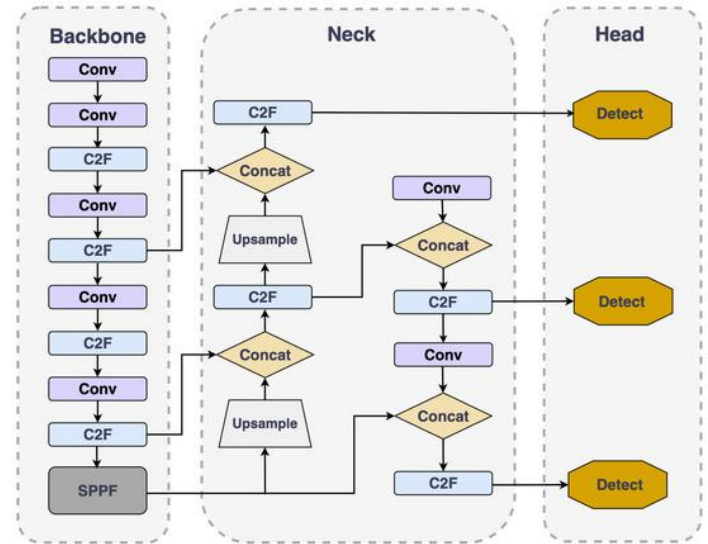 Backbone
Conv
Conv
C2F
Conv
C2F
Conv
C2F
Conv
C2F
SPPF
Neck
C2F
Concat
Upsample
C2F
Concat
Upsample
Conv
Concat
C2F
Conv
Concat
C2F
Head
Detect
Detect
Detect